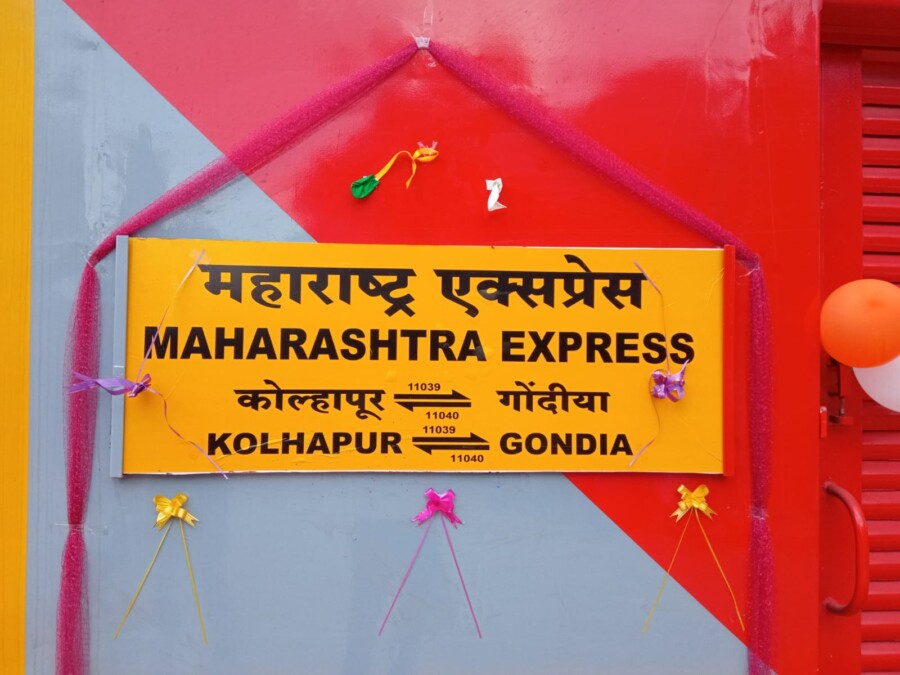 महाराष्ट्र एक्सप्रेस
MAHARASHTRA EXPRESS
कोल्हापूर 11039 11040 गोंदीया
KOLHAPUR 11039 11040 GONDIA